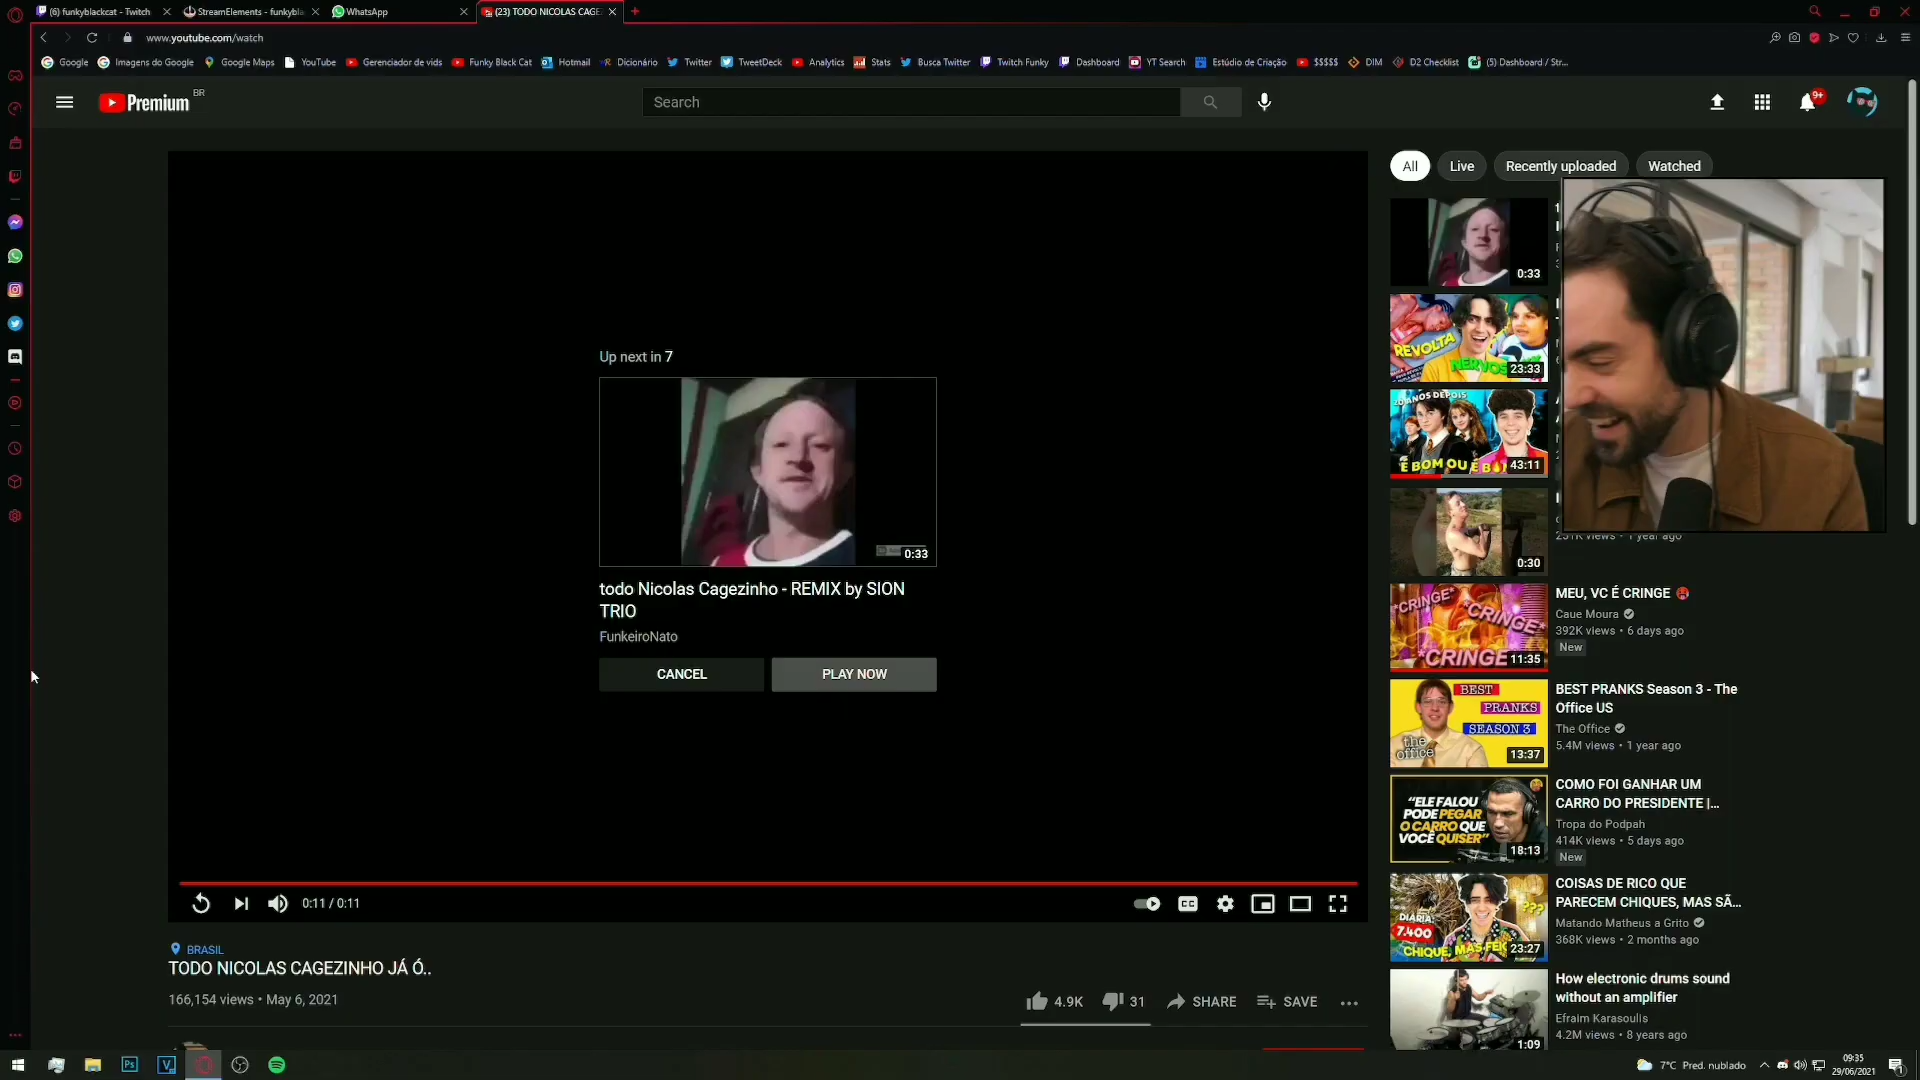 (6) funkyblackcat - Twitch
StreamElements - funkybla
WhatsApp
(23) TODO NICOLAS CAGEZ
www.youtube.com/watch
Google
Imagens do Google
Google Maps
YouTube
Gerenciador de vids
Funky Black Cat
Hotmail
Dicionário
Twitter
TweetDeck
Analytics
Stats
Busca Twitter
Twitch Funky
Dashboard
YT Search
Estúdio de Criação
$$$$$
DIM
D2 Checklist
(5) Dashboard / Str...
Premium BR
Search
9+
All
Live
Recently uploaded
Watched
Up next in 7
0:33
todo Nicolas Cagezinho - REMIX by SION
TRIO
FunkeiroNato
CANCEL
PLAY NOW
0:11 / 0:11
CC
BRASIL
TODO NICOLAS CAGEZINHO JÁ Ó..
166,154 views • May 6, 2021
4.9K
31
SHARE
SAVE
0:33
REVOLTA
23:33
20 ANOS DEPOIS
É BOM OU É
43:11
0:30
251K views • 1 year ago
*CRINGE*
*CRINGE*
*CRINGE
11:35
MEU, VC É CRINGE
Caue Moura
392K views • 6 days ago
New
BEST
PRANKS
SEASON 3
the office
13:37
BEST PRANKS Season 3 - The
Office US
The Office
5.4M views • 1 year ago
"ELE FALOU
PODE PEGAR
O CARRO QUE
VOCÊ QUISER"
18:13
COMO FOI GANHAR UM
CARRO DO PRESIDENTE |...
Tropa do Podpah
414K views • 5 days ago
New
DIÁRIA:
7.400
???
CHIQUE, MAS
23:27
COISAS DE RICO QUE
PARECEM CHIQUES, MAS SÃ...
Matando Matheus a Grito
368K views • 2 months ago
1:09
How electronic drums sound
without an amplifier
Efraim Karasoulis
4.2M views • 8 years ago
Ps
7°C Pred. nublado
09:35
29/06/2021